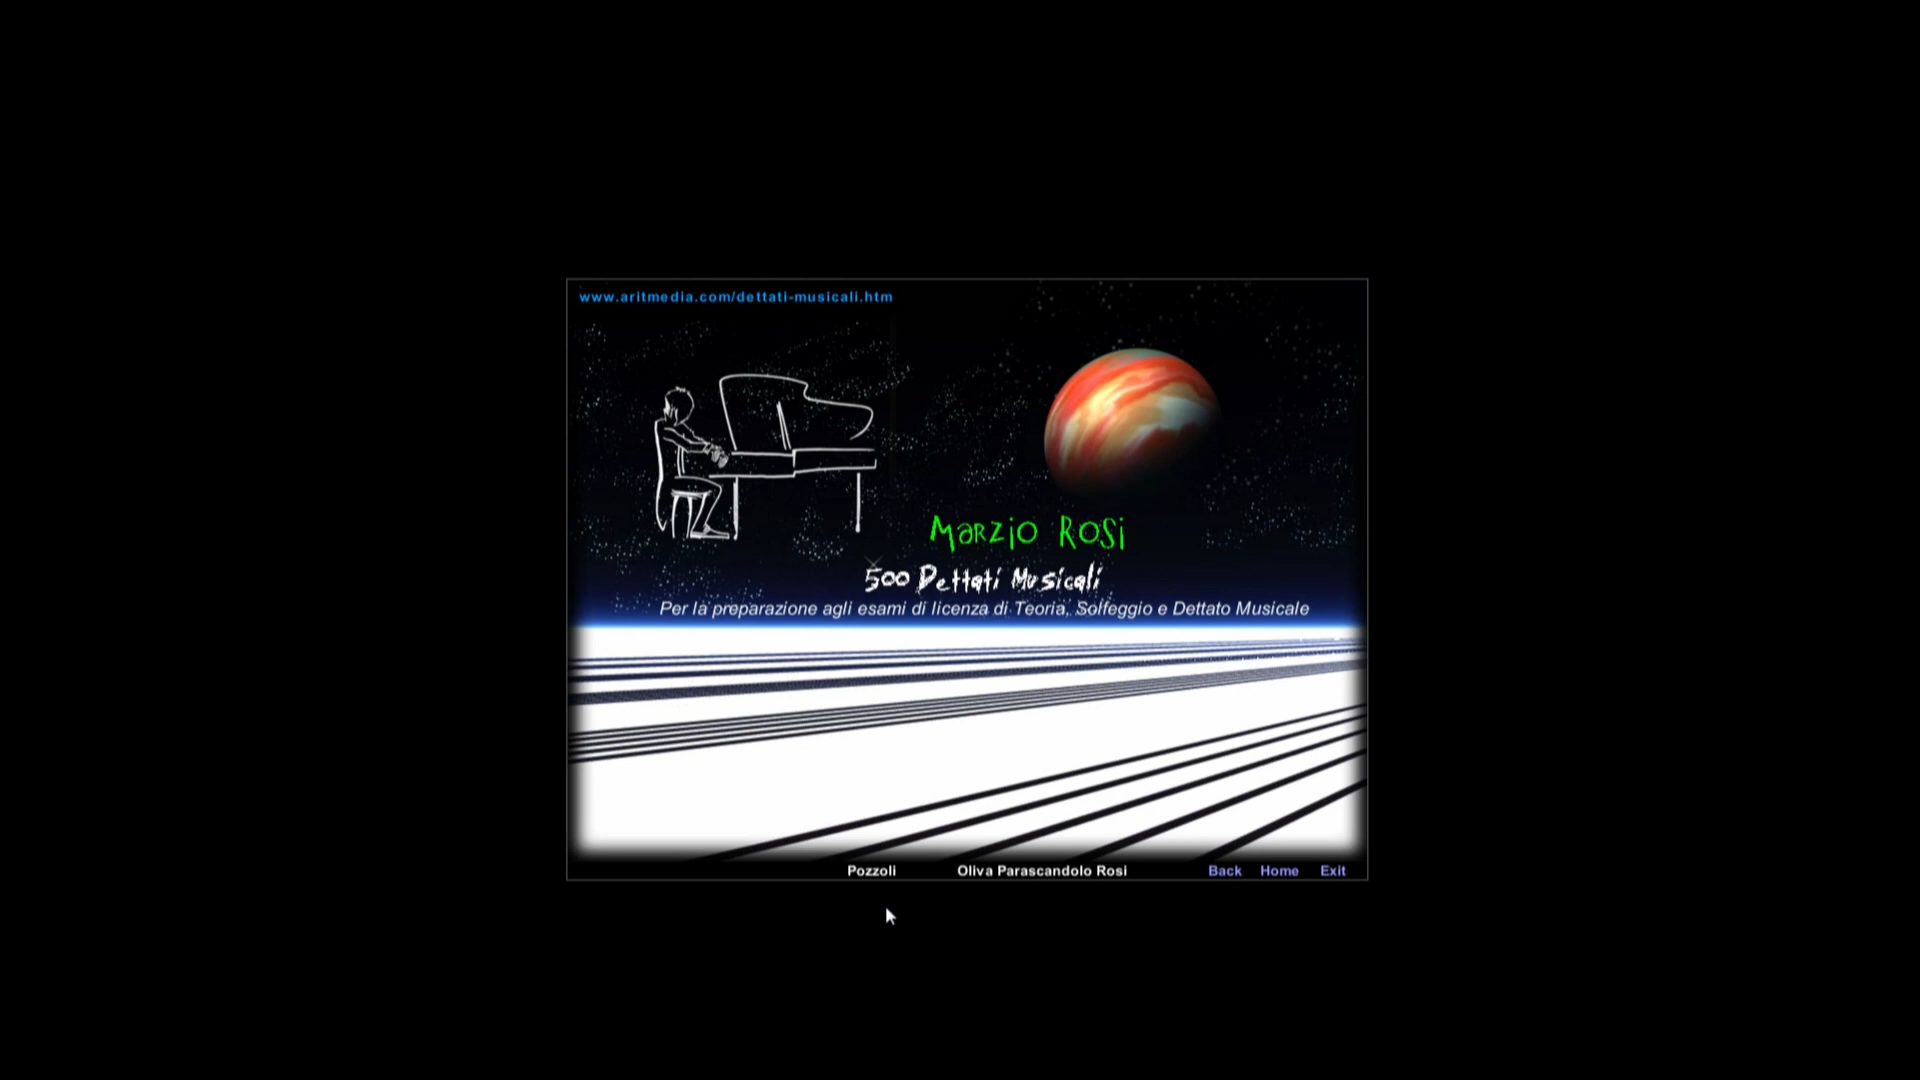 www.aritmedia.com/dettati-musicali.htm
Marzio Rosi
500 Dettati Musicali
Per la preparazione agli esami di licenza di Teoria, Solfeggio e Dettato Musicale
Pozzoli Oliva Parascandolo Rosi Back Home Exit